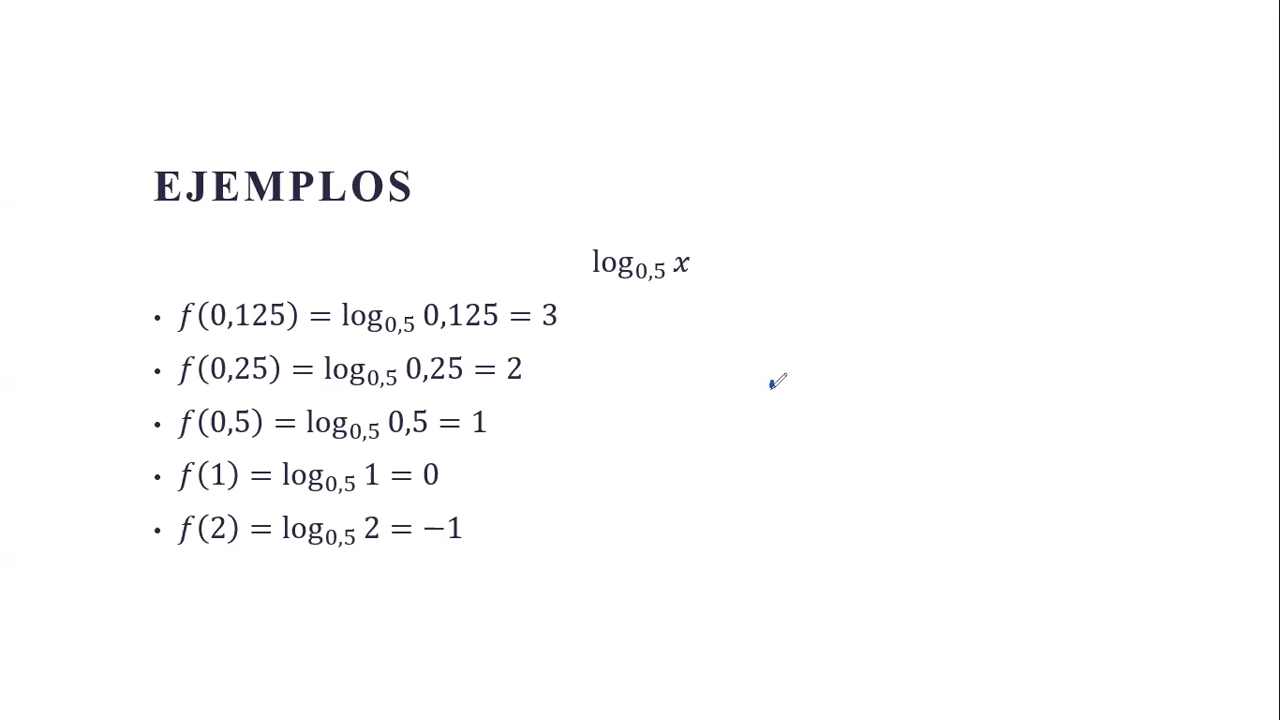 EJEMPLOS
log₀,₅ x
• f(0,125) = log₀,₅ 0,125 = 3
• f(0,25) = log₀,₅ 0,25 = 2
• f(0,5) = log₀,₅ 0,5 = 1
• f(1) = log₀,₅ 1 = 0
• f(2) = log₀,₅ 2 = −1